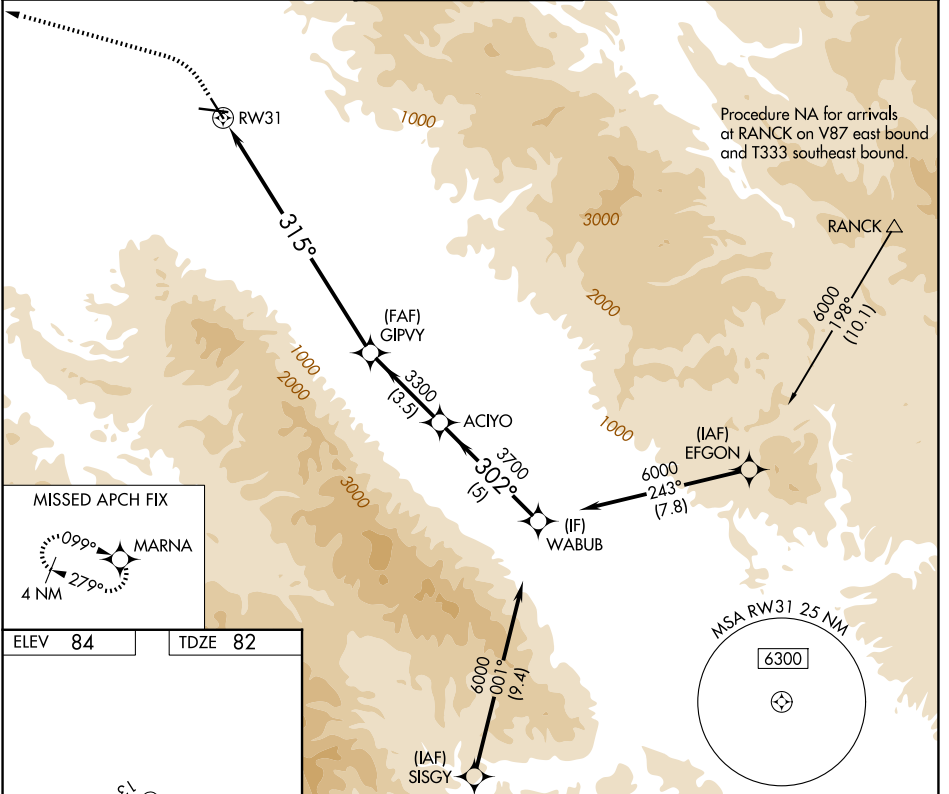 RW31
1000
Procedure NA for arrivals
at RANCK on V87 east bound
and T333 southeast bound.
3000
RANCK
315°
6000
198°
(10.1)
2000
(FAF)
GIPVY
1000
2000
3300
(3.5)
ACIYO
1000
(IAF)
EFGON
3700
302°
(5)
6000
243°
(7.8)
3000
(IF)
WABUB
MISSED APCH FIX
099°
MARNA
279°
4 NM
MSA RW31 25 NM
6300
ELEV 84
TDZE 82
6000
001°
(9.4)
(IAF)
SISGY
13